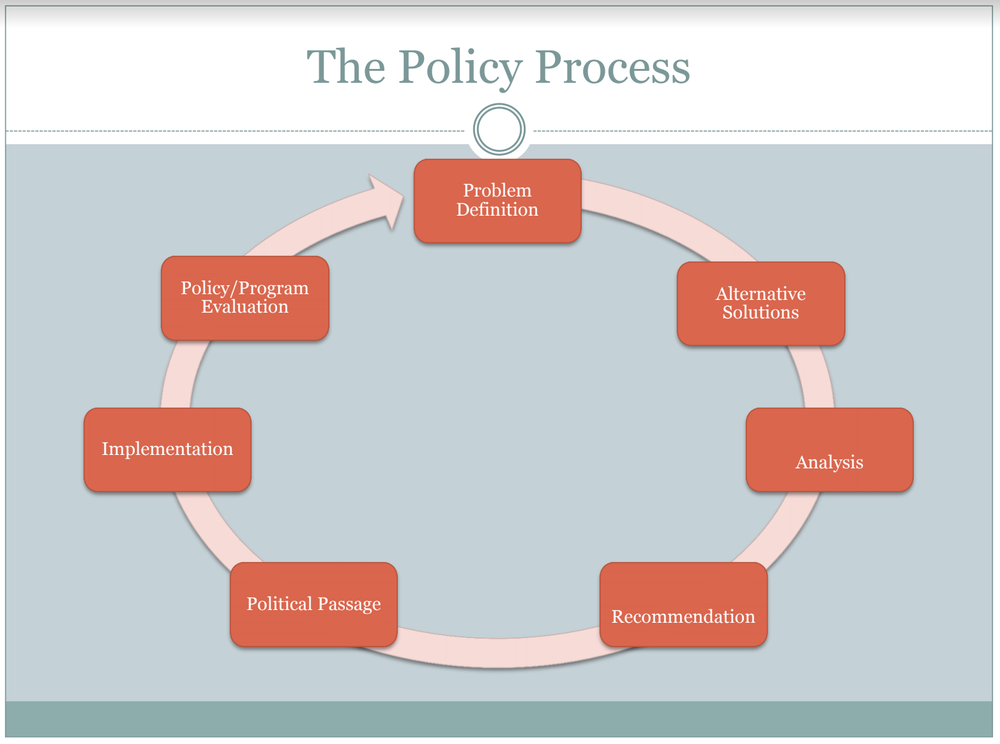 The Policy Process
Problem
Definition
Alternative
Solutions
Analysis
Recommendation
Political Passage
Implementation
Policy/Program
Evaluation